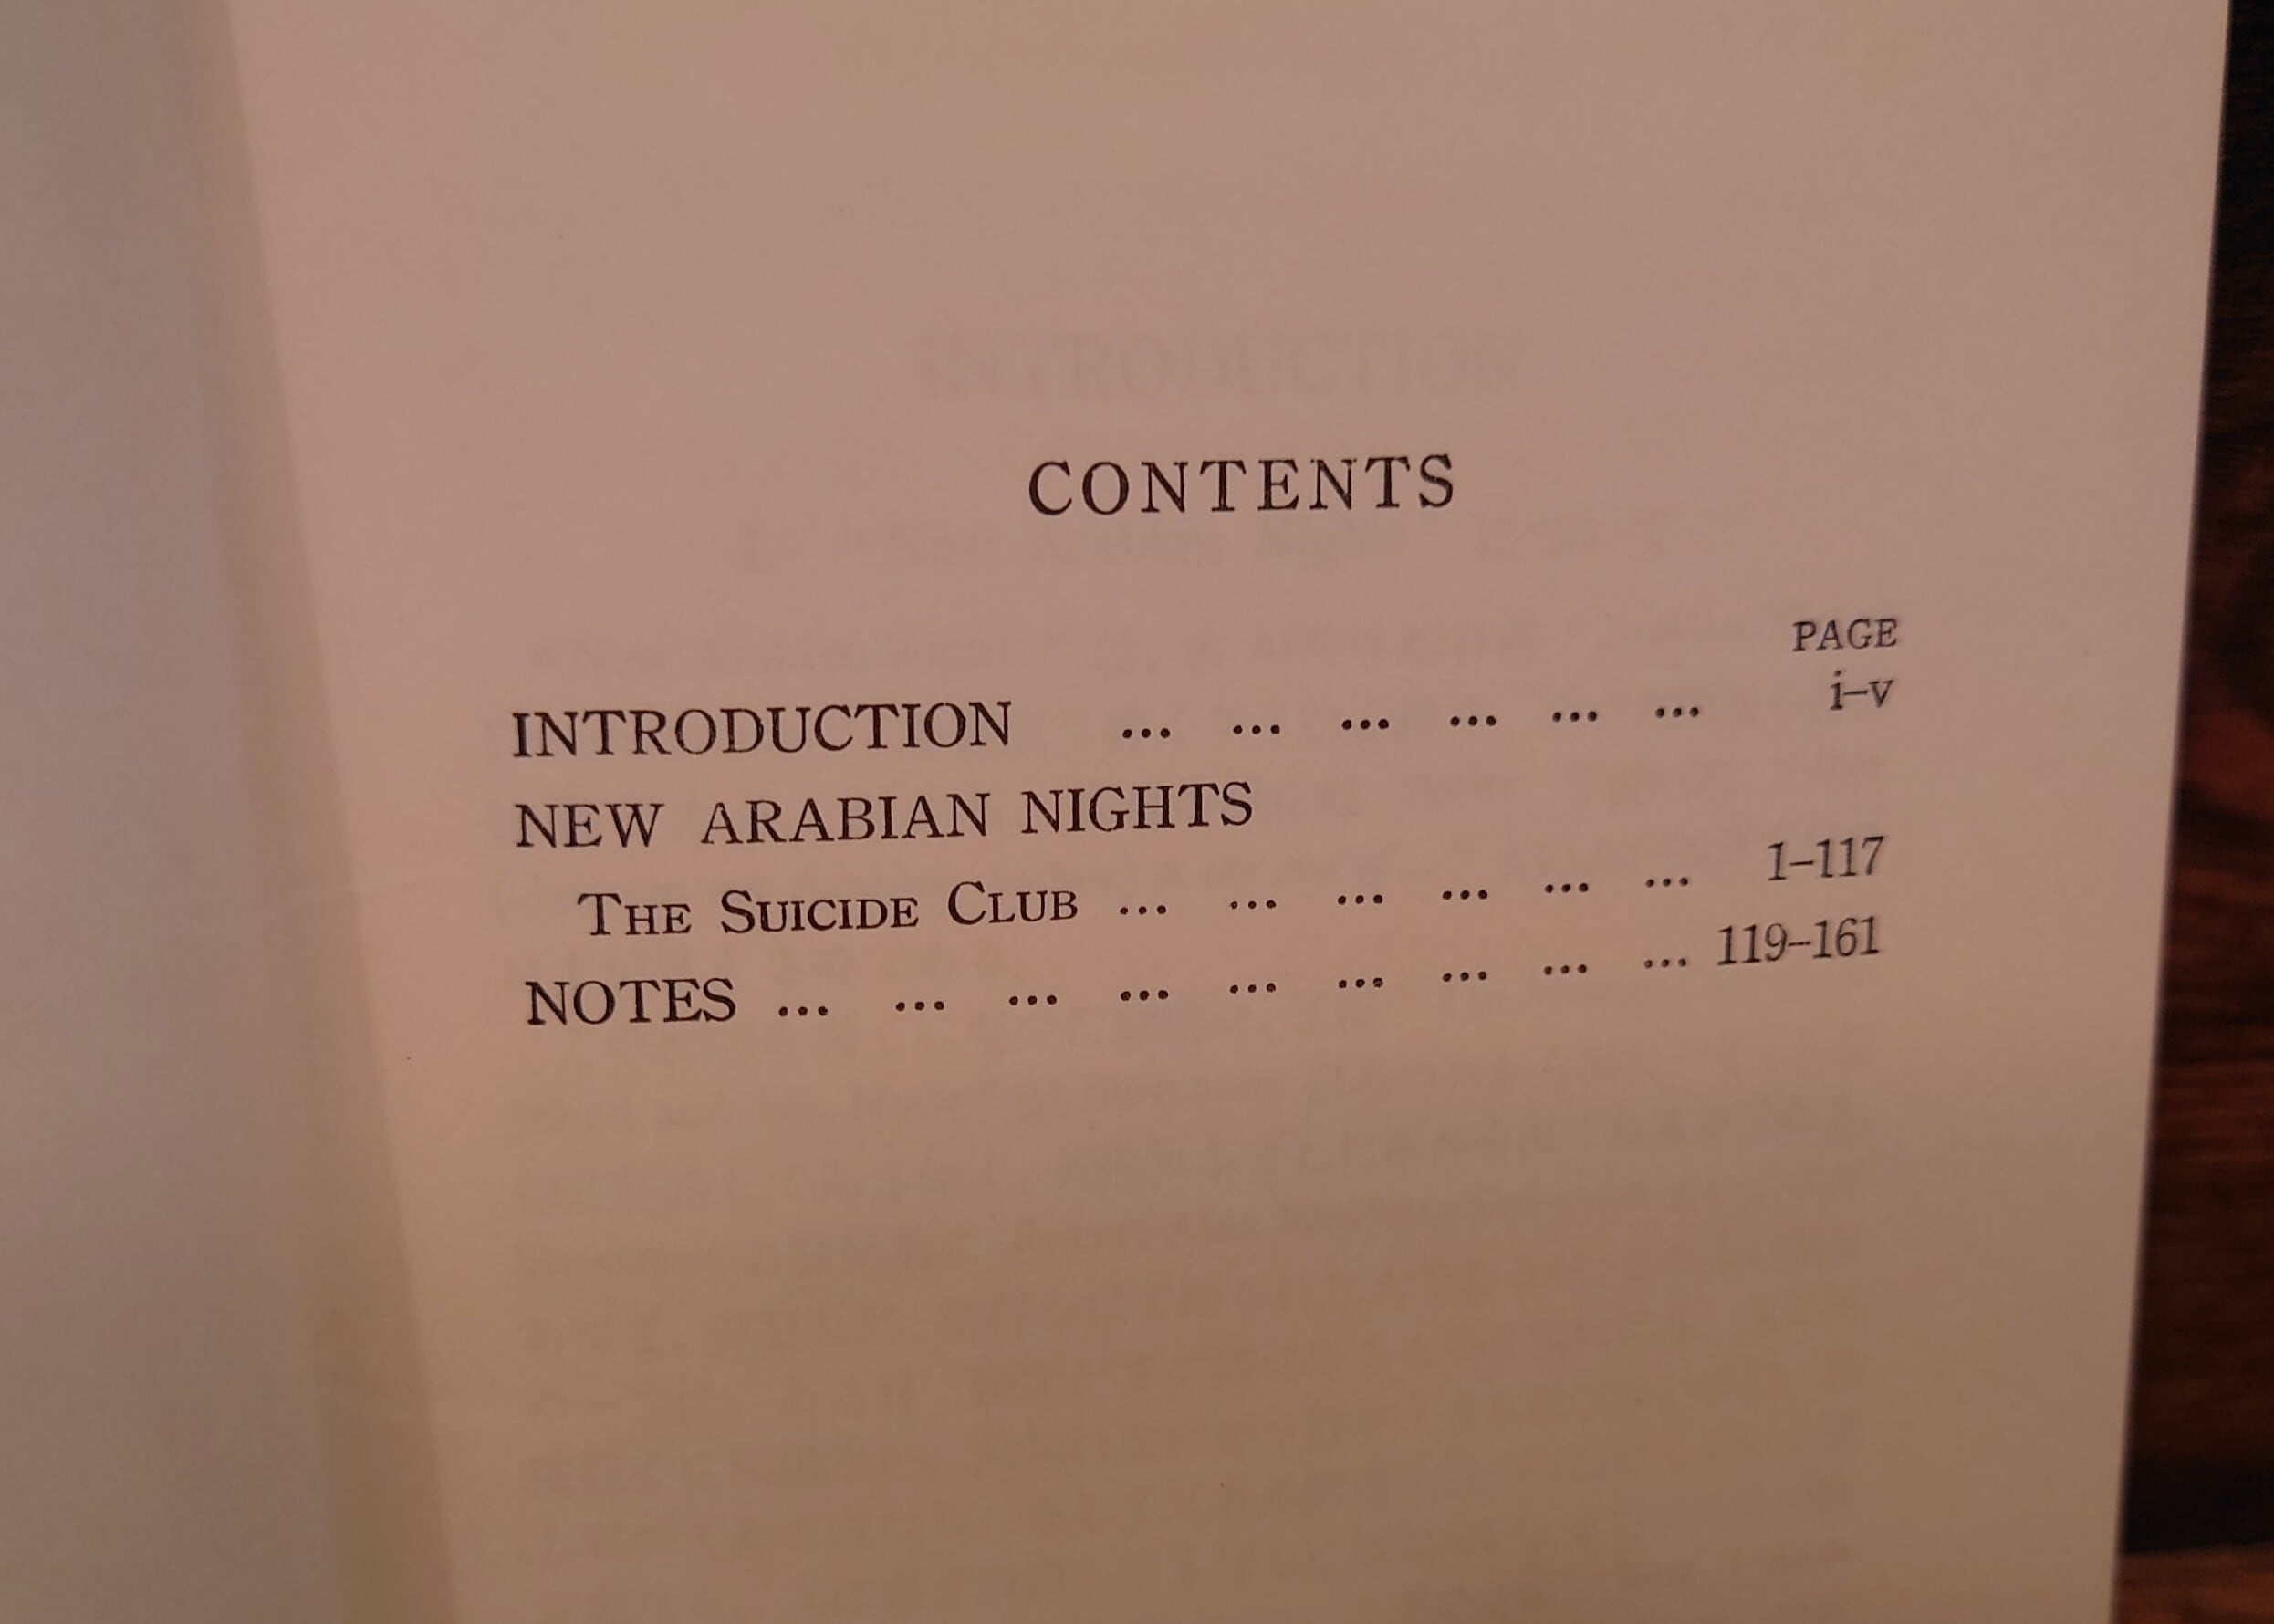 CONTENTS
PAGE
INTRODUCTION ... ... ... ... ... ... i–v
NEW ARABIAN NIGHTS
THE SUICIDE CLUB ... ... ... ... ... ... 1–117
NOTES ... ... ... ... ... ... ... ... ... 119–161